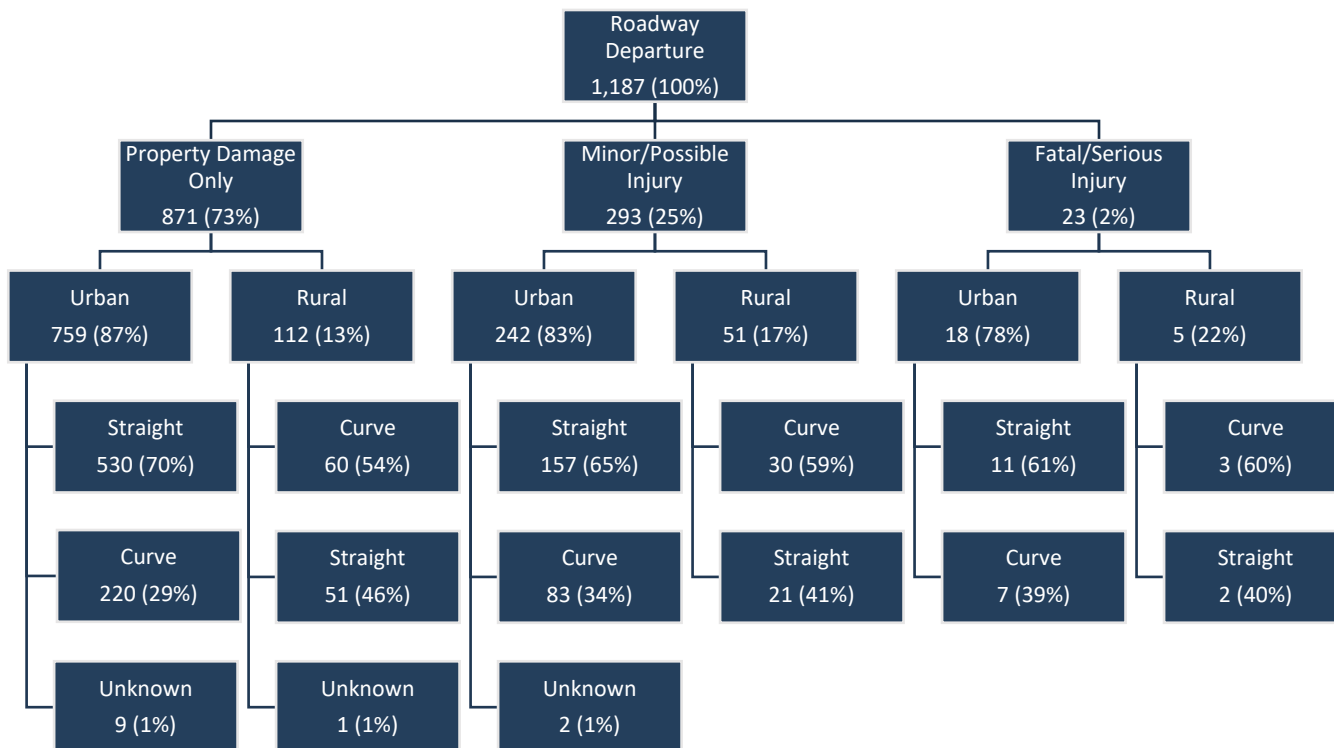 Roadway
Departure
1,187 (100%)
Property Damage
Only
871 (73%)
Minor/Possible
Injury
293 (25%)
Fatal/Serious
Injury
23 (2%)
Urban
759 (87%)
Rural
112 (13%)
Urban
242 (83%)
Rural
51 (17%)
Urban
18 (78%)
Rural
5 (22%)
Straight
530 (70%)
Curve
60 (54%)
Straight
157 (65%)
Curve
30 (59%)
Straight
11 (61%)
Curve
3 (60%)
Curve
220 (29%)
Straight
51 (46%)
Curve
83 (34%)
Straight
21 (41%)
Curve
7 (39%)
Straight
2 (40%)
Unknown
9 (1%)
Unknown
1 (1%)
Unknown
2 (1%)